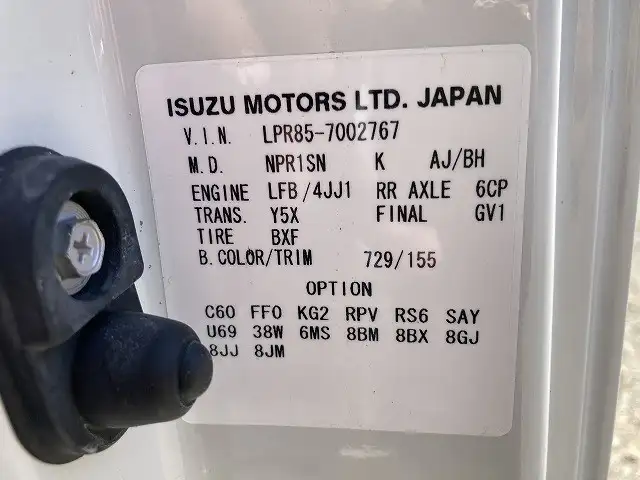 ISUZU MOTORS LTD. JAPAN
V.I.N. LPR85-7002767
M.D. NPR1SN K AJ/BH
ENGINE LFB/4JJ1 RR AXLE 6CP
TRANS. Y5X FINAL GV1
TIRE BXF
B.COLOR/TRIM 729/155
OPTION
C60 FF0 KG2 RPV RS6 SAY
U69 38W 6MS 8BM 8BX 8GJ
8JJ 8JM